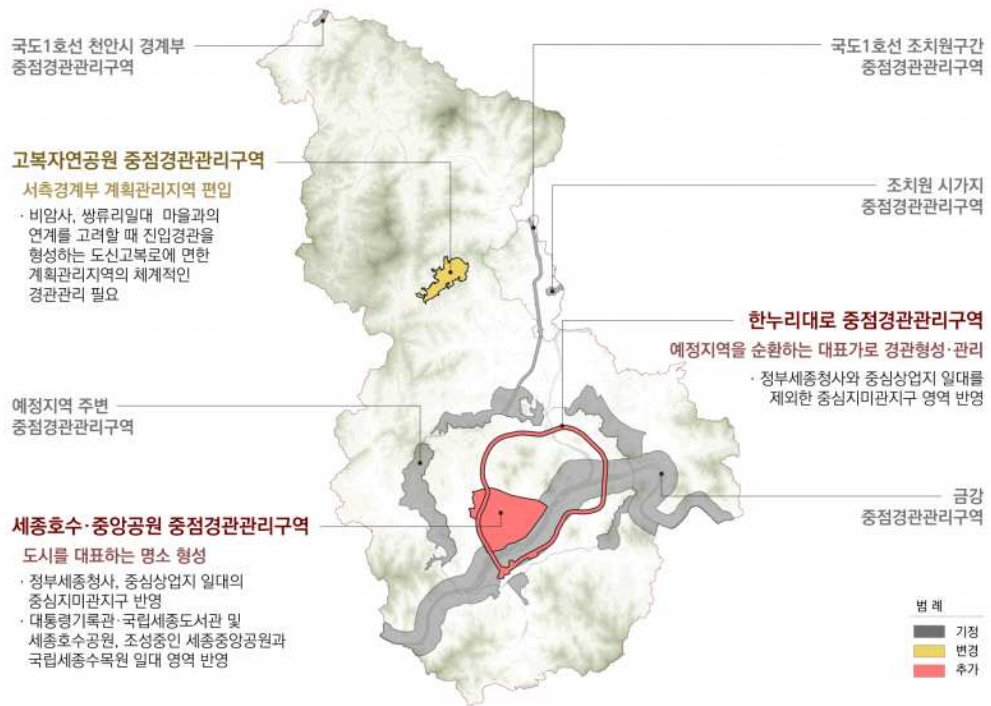 국도1호선 천안시 경계부
중점경관관리구역
국도1호선 조치원구간
중점경관관리구역
고복자연공원 중점경관관리구역
서측경계부 계획관리지역 편입
· 비암사, 쌍류리일대 마을과의
연계를 고려할 때 진입경관을
형성하는 도신고복로에 면한
계획관리지역의 체계적인
경관관리 필요
조치원 시가지
중점경관관리구역
한누리대로 중점경관관리구역
예정지역을 순환하는 대표가로 경관형성·관리
· 정부세종청사와 중심상업지 일대를
제외한 중심지미관지구 영역 반영
예정지역 주변
중점경관관리구역
금강
중점경관관리구역
세종호수·중앙공원 중점경관관리구역
도시를 대표하는 명소 형성
· 정부세종청사, 중심상업지 일대의
중심지미관지구 반영
· 대통령기록관·국립세종도서관 및
세종호수공원, 조성중인 세종중앙공원과
국립세종수목원 일대 영역 반영
범 례
기정
변경
추가